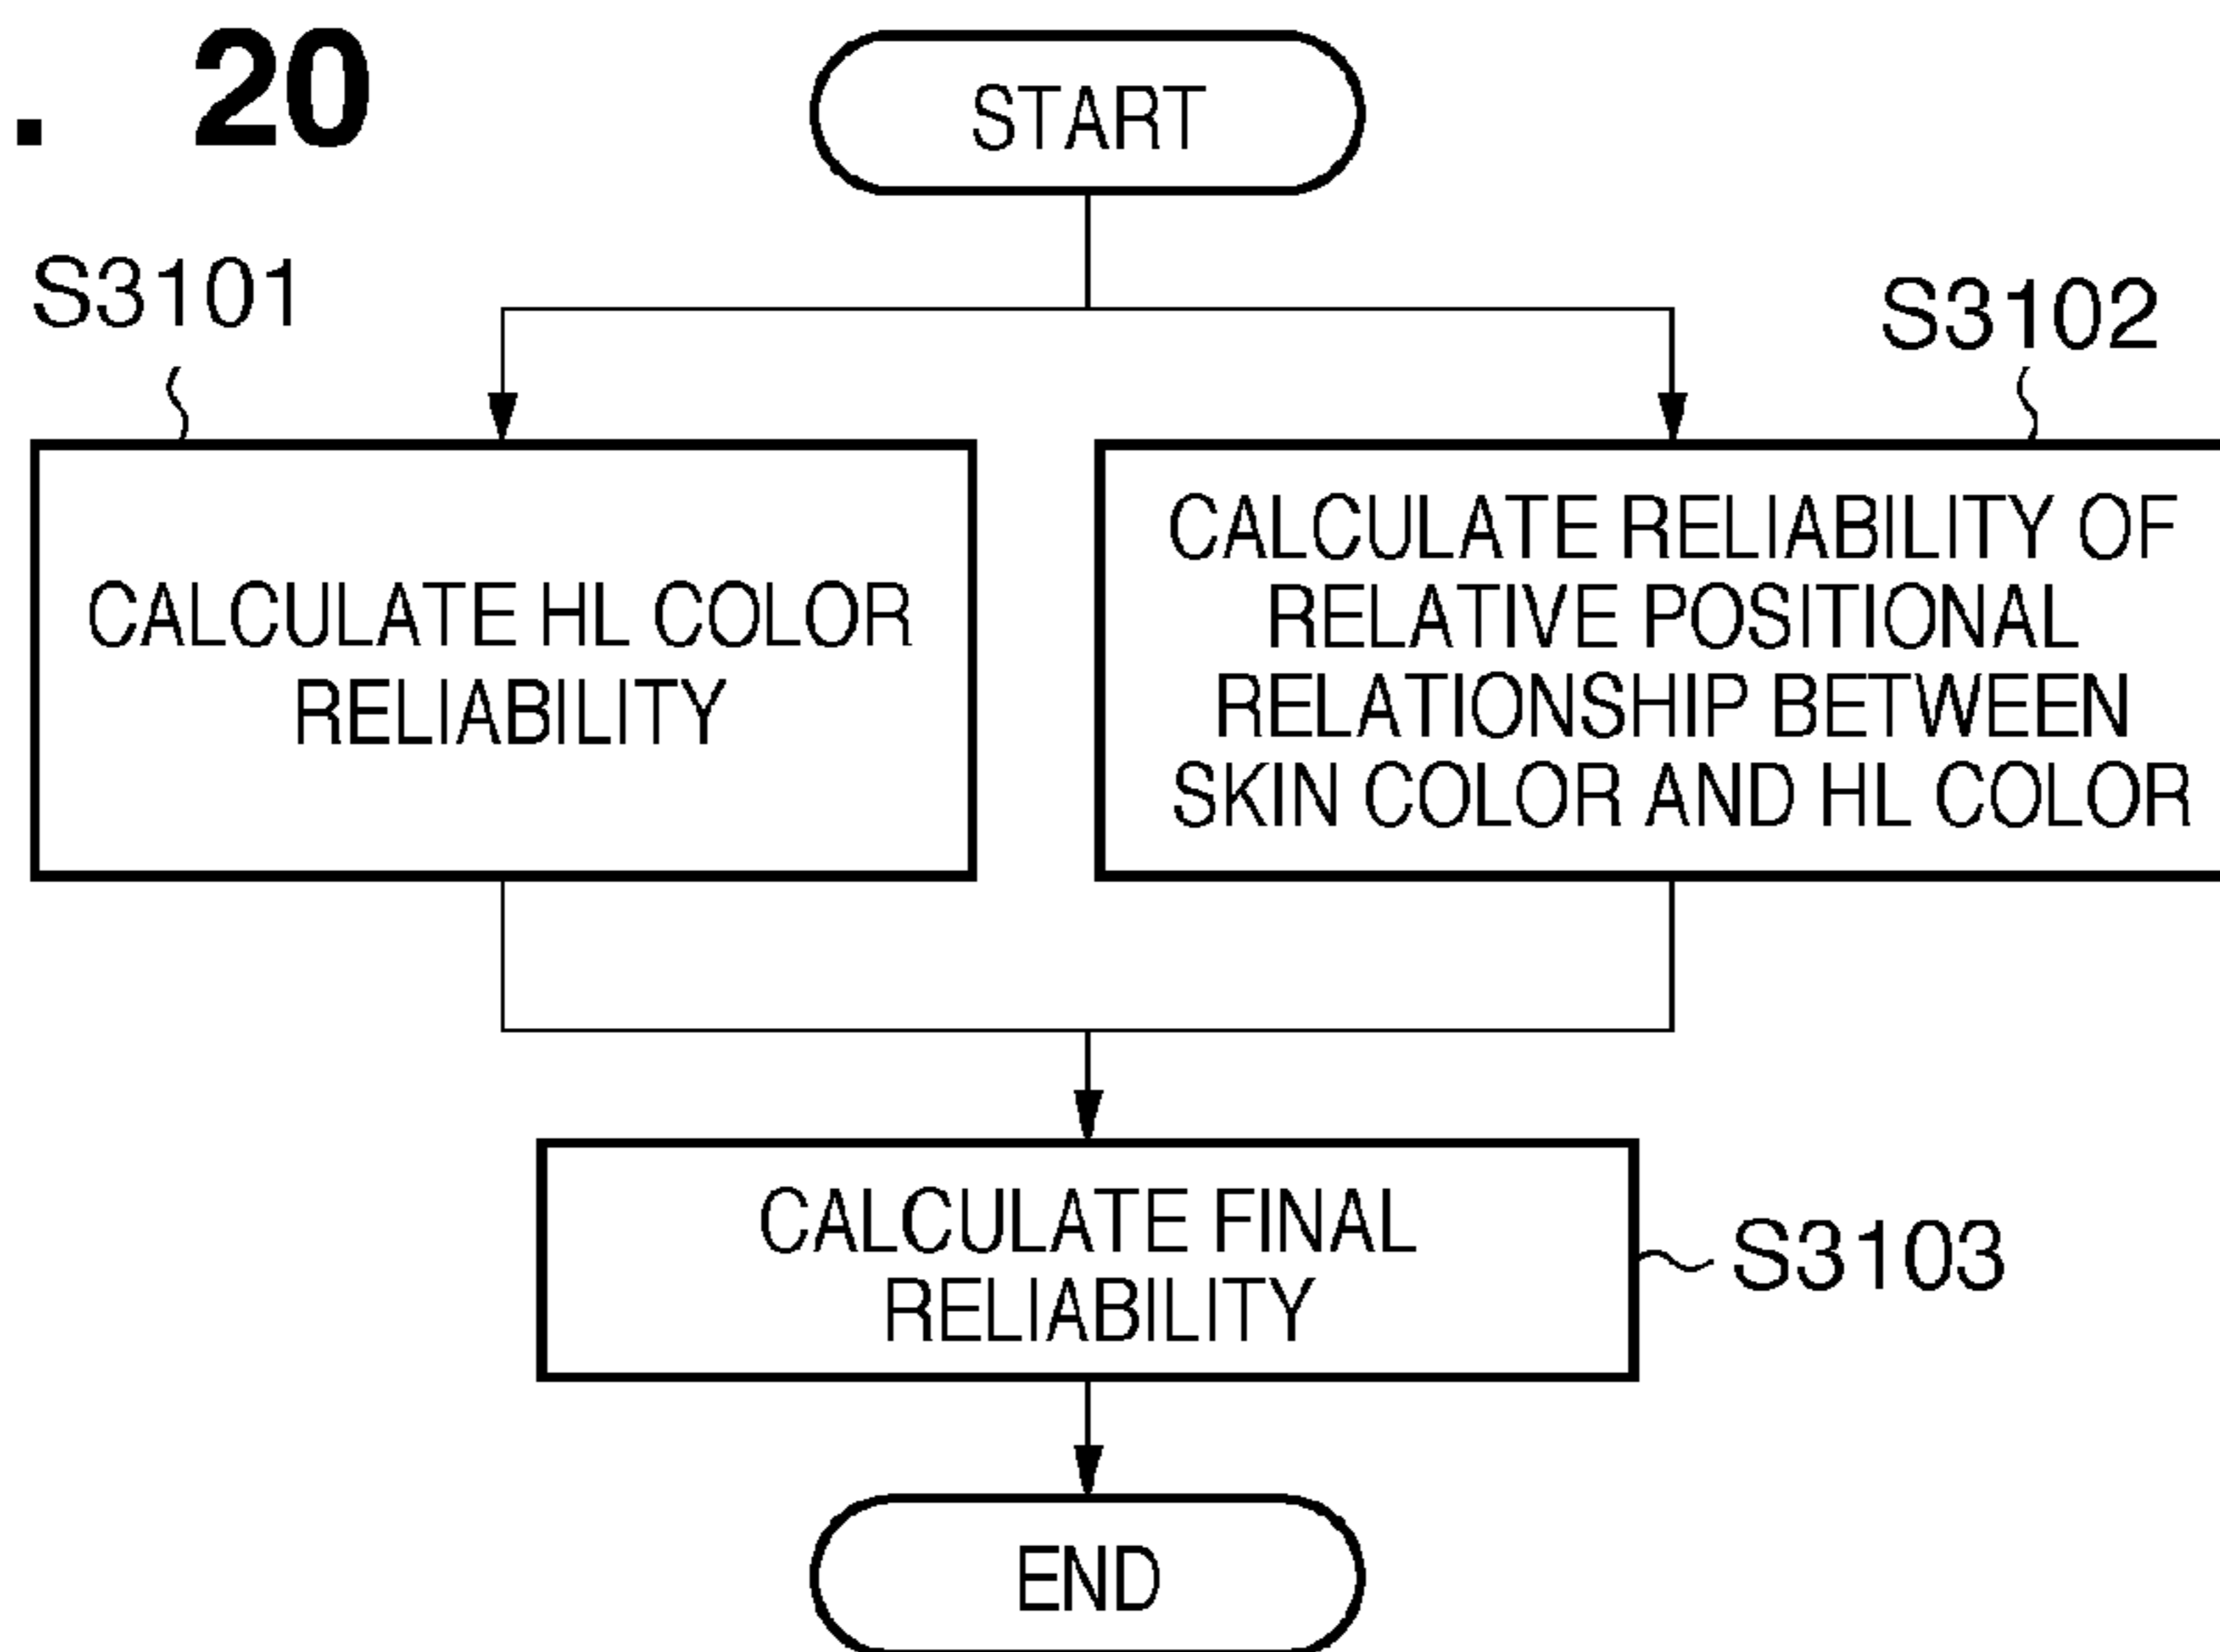 . 20
START
S3101
S3102
CALCULATE HL COLOR
RELIABILITY
CALCULATE RELIABILITY OF
RELATIVE POSITIONAL
RELATIONSHIP BETWEEN
SKIN COLOR AND HL COLOR
CALCULATE FINAL
RELIABILITY
S3103
END